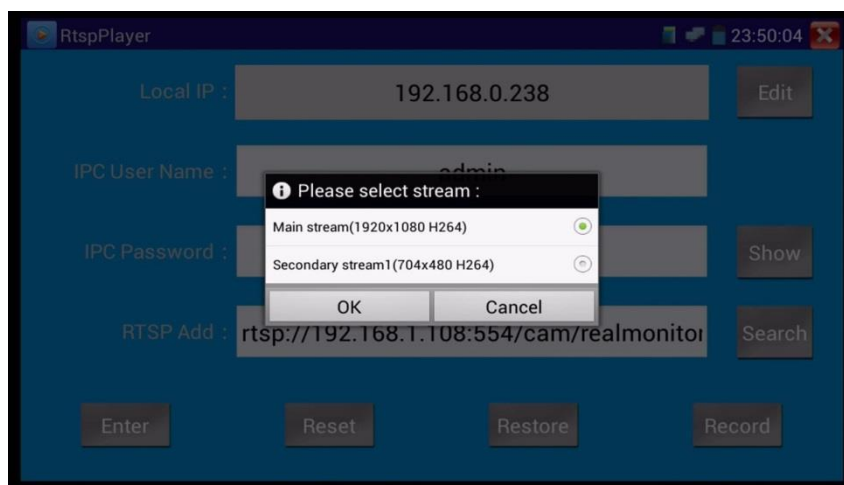 RtspPlayer
23:50:04
Local IP :
192.168.0.238
Edit
IPC User Name :
admin
Please select stream :
Main stream(1920x1080 H264)
Secondary stream1(704x480 H264)
IPC Password :
Show
OK
Cancel
RTSP Add :
rtsp://192.168.1.108:554/cam/realmonitor
Search
Enter
Reset
Restore
Record